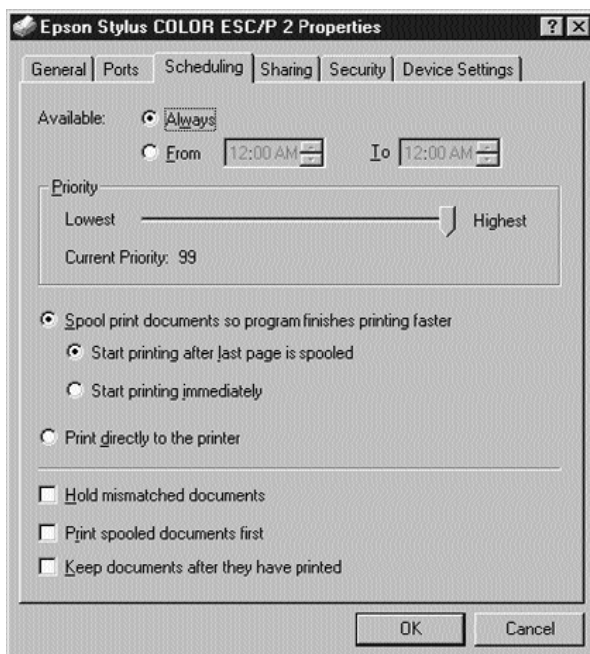 Epson Stylus COLOR ESC/P 2 Properties ? X
General Ports Scheduling Sharing Security Device Settings
Available: Always
From 12:00 AM To 12:00 AM
Priority
Lowest Highest
Current Priority: 99
Spool print documents so program finishes printing faster
Start printing after last page is spooled
Start printing immediately
Print directly to the printer
Hold mismatched documents
Print spooled documents first
Keep documents after they have printed
OK Cancel